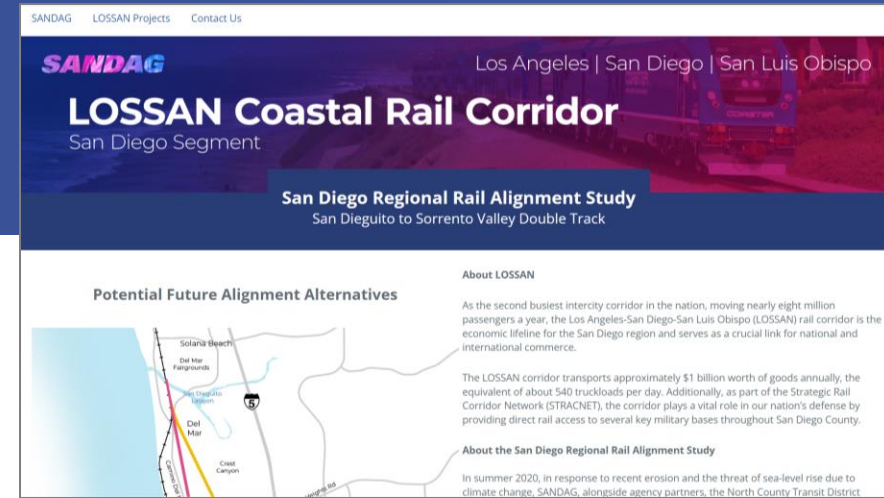 SANDAG LOSSAN Projects Contact Us
SANDAG
Los Angeles | San Diego | San Luis Obispo
LOSSAN Coastal Rail Corridor
San Diego Segment
COASTER
San Diego Regional Rail Alignment Study
San Dieguito to Sorrento Valley Double Track
Potential Future Alignment Alternatives
Solana Beach
Del Mar
Fairgrounds
San Dieguito
Lagoon
5
Del
Mar
Crest
Canyon
Camino Del
Heights Rd
About LOSSAN
As the second busiest intercity corridor in the nation, moving nearly eight million
passengers a year, the Los Angeles-San Diego-San Luis Obispo (LOSSAN) rail corridor is the
economic lifeline for the San Diego region and serves as a crucial link for national and
international commerce.
The LOSSAN corridor transports approximately $1 billion worth of goods annually, the
equivalent of about 540 truckloads per day. Additionally, as part of the Strategic Rail
Corridor Network (STRACNET), the corridor plays a vital role in our nation's defense by
providing direct rail access to several key military bases throughout San Diego County.
About the San Diego Regional Rail Alignment Study
In summer 2020, in response to recent erosion and the threat of sea-level rise due to
climate change, SANDAG, alongside agency partners, the North County Transit District